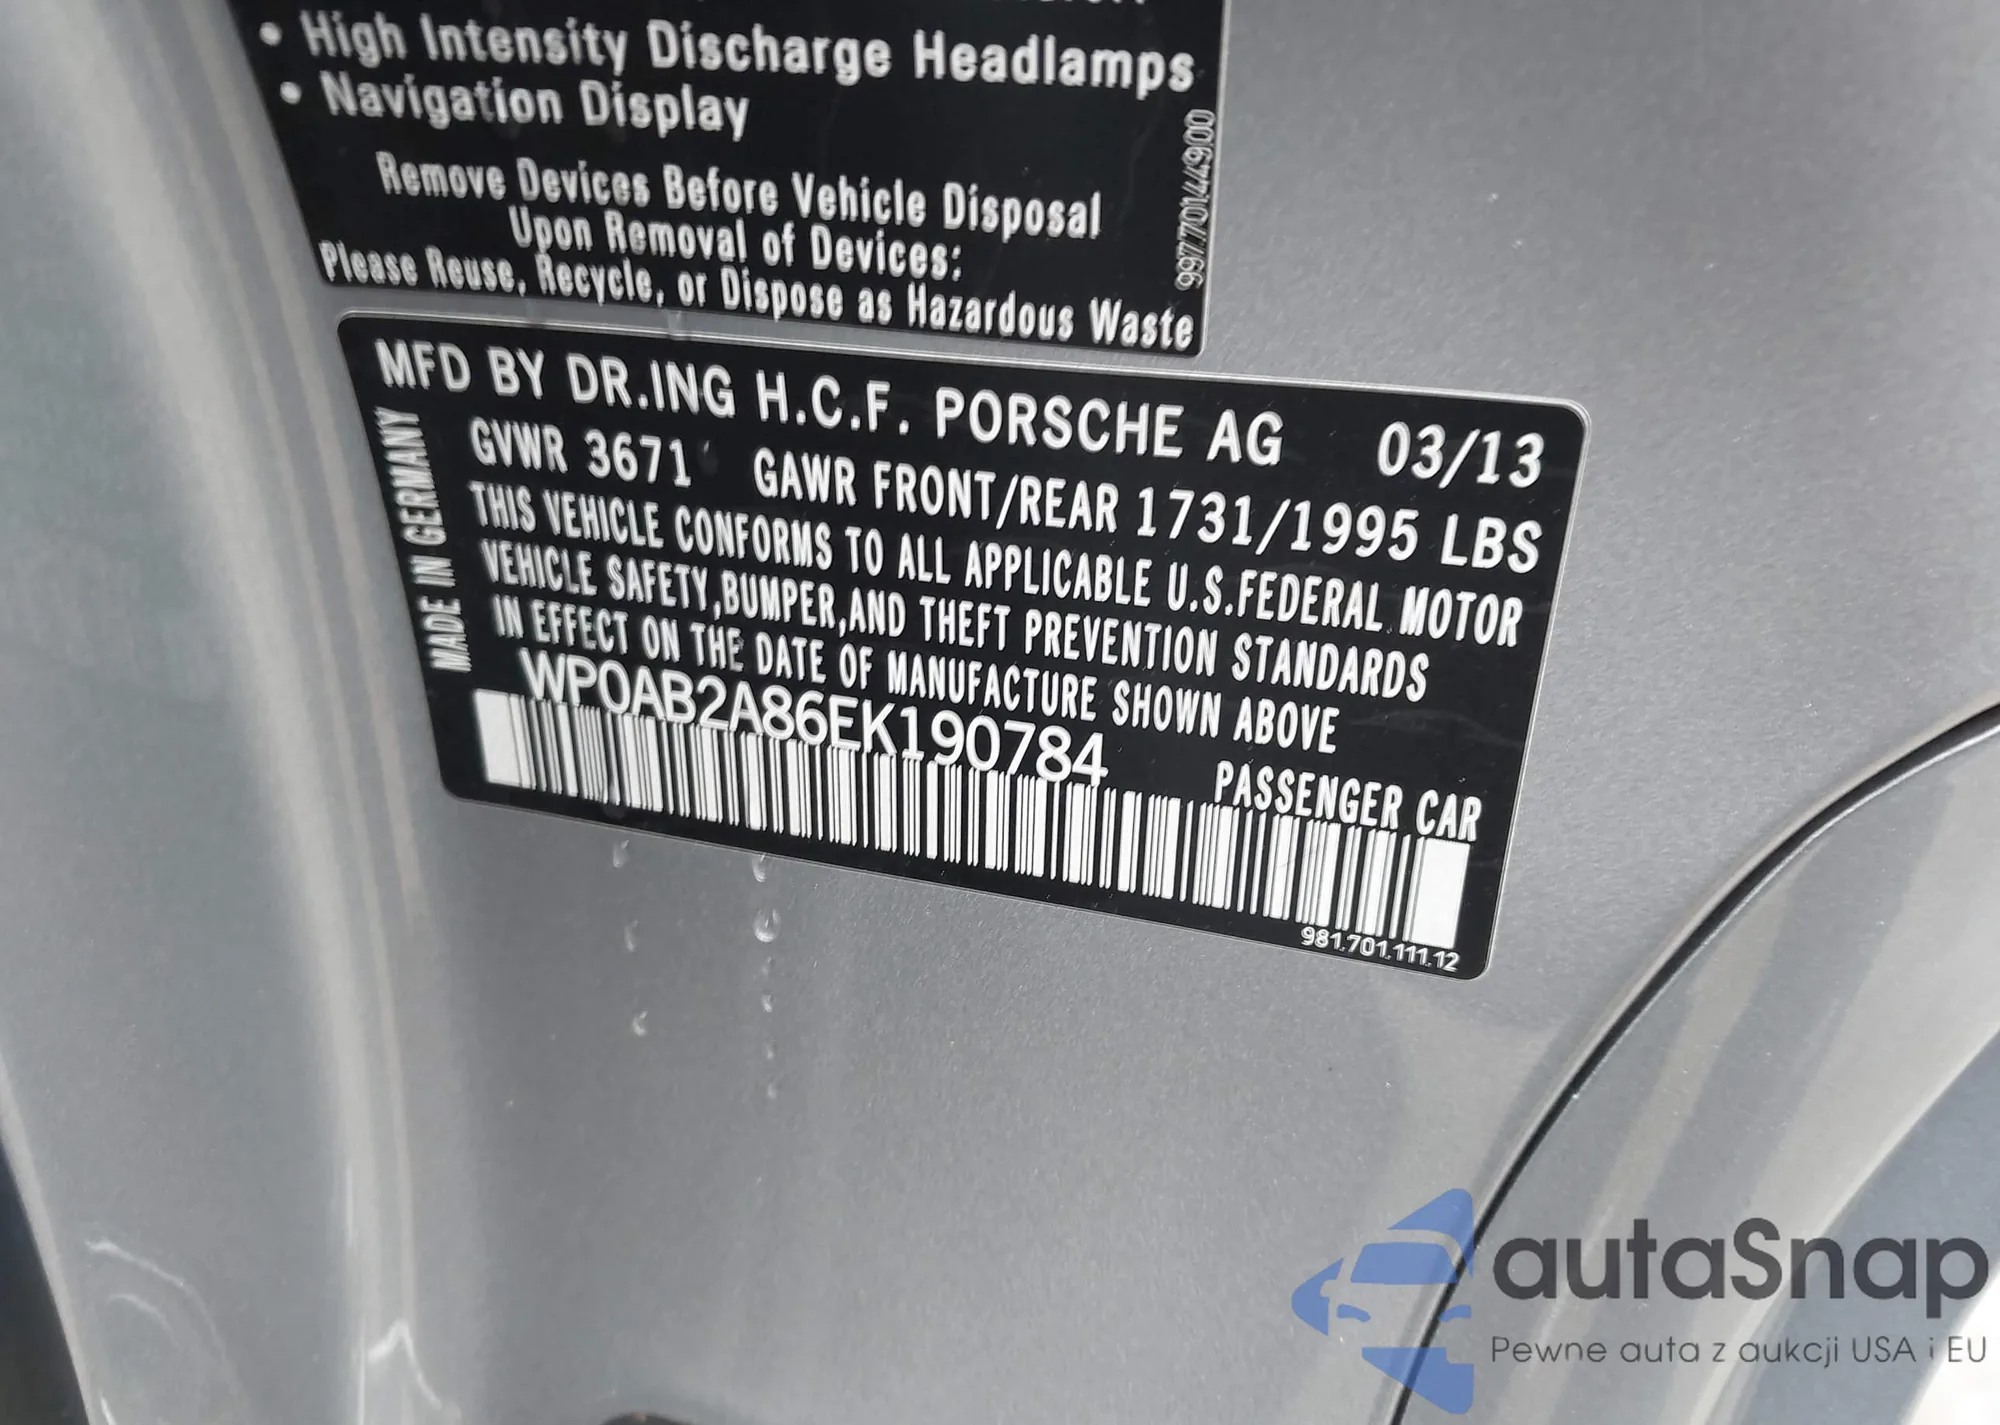 • High Intensity Discharge Headlamps
• Navigation Display
Remove Devices Before Vehicle Disposal
Upon Removal of Devices:
Please Reuse, Recycle, or Dispose as Hazardous Waste
997.701.449.00
MFD BY DR.ING H.C.F. PORSCHE AG 03/13
GVWR 3671 GAWR FRONT/REAR 1731/1995 LBS
THIS VEHICLE CONFORMS TO ALL APPLICABLE U.S.FEDERAL MOTOR
VEHICLE SAFETY,BUMPER,AND THEFT PREVENTION STANDARDS
IN EFFECT ON THE DATE OF MANUFACTURE SHOWN ABOVE
MADE IN GERMANY
WP0AB2A86EK190784
PASSENGER CAR
981.701.111.12
autaSnap
Pewne auta z aukcji USA i EU